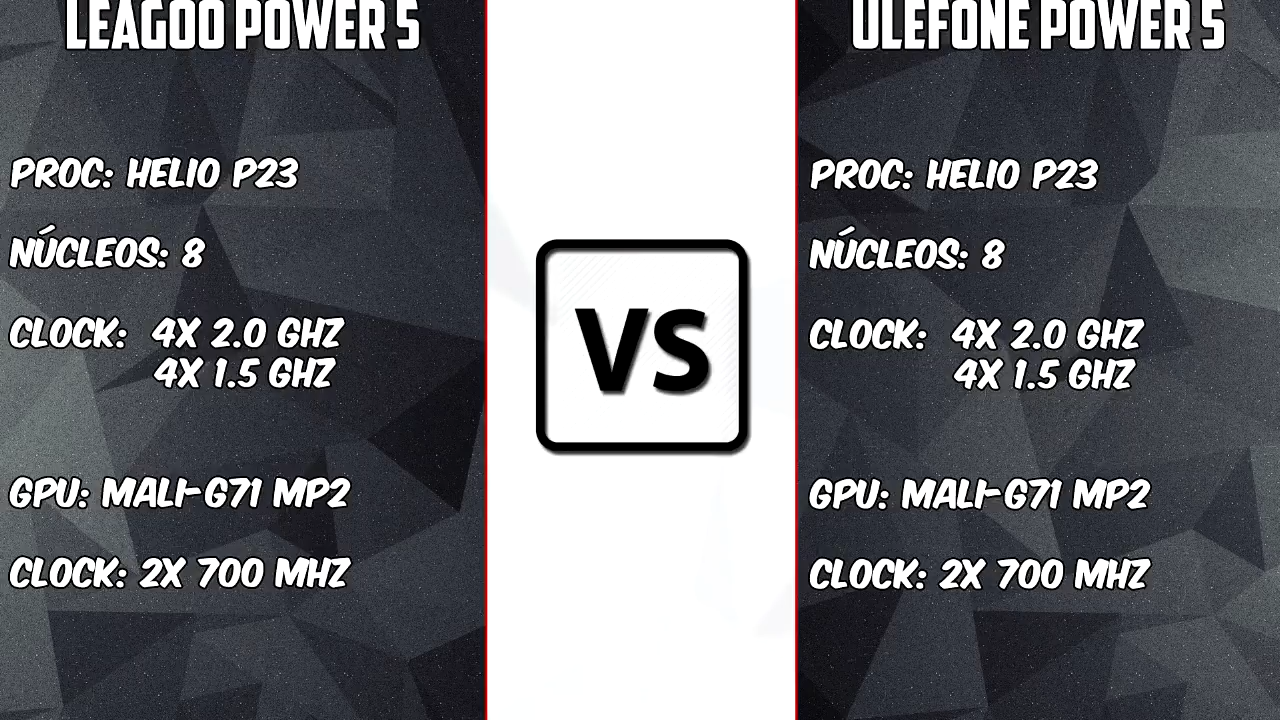 LEAGOO POWER 5
PROC: HELIO P23
NÚCLEOS: 8
CLOCK: 4X 2.0 GHZ
4X 1.5 GHZ
GPU: MALI-G71 MP2
CLOCK: 2X 700 MHZ
VS
ULEFONE POWER 5
PROC: HELIO P23
NÚCLEOS: 8
CLOCK: 4X 2.0 GHZ
4X 1.5 GHZ
GPU: MALI-G71 MP2
CLOCK: 2X 700 MHZ